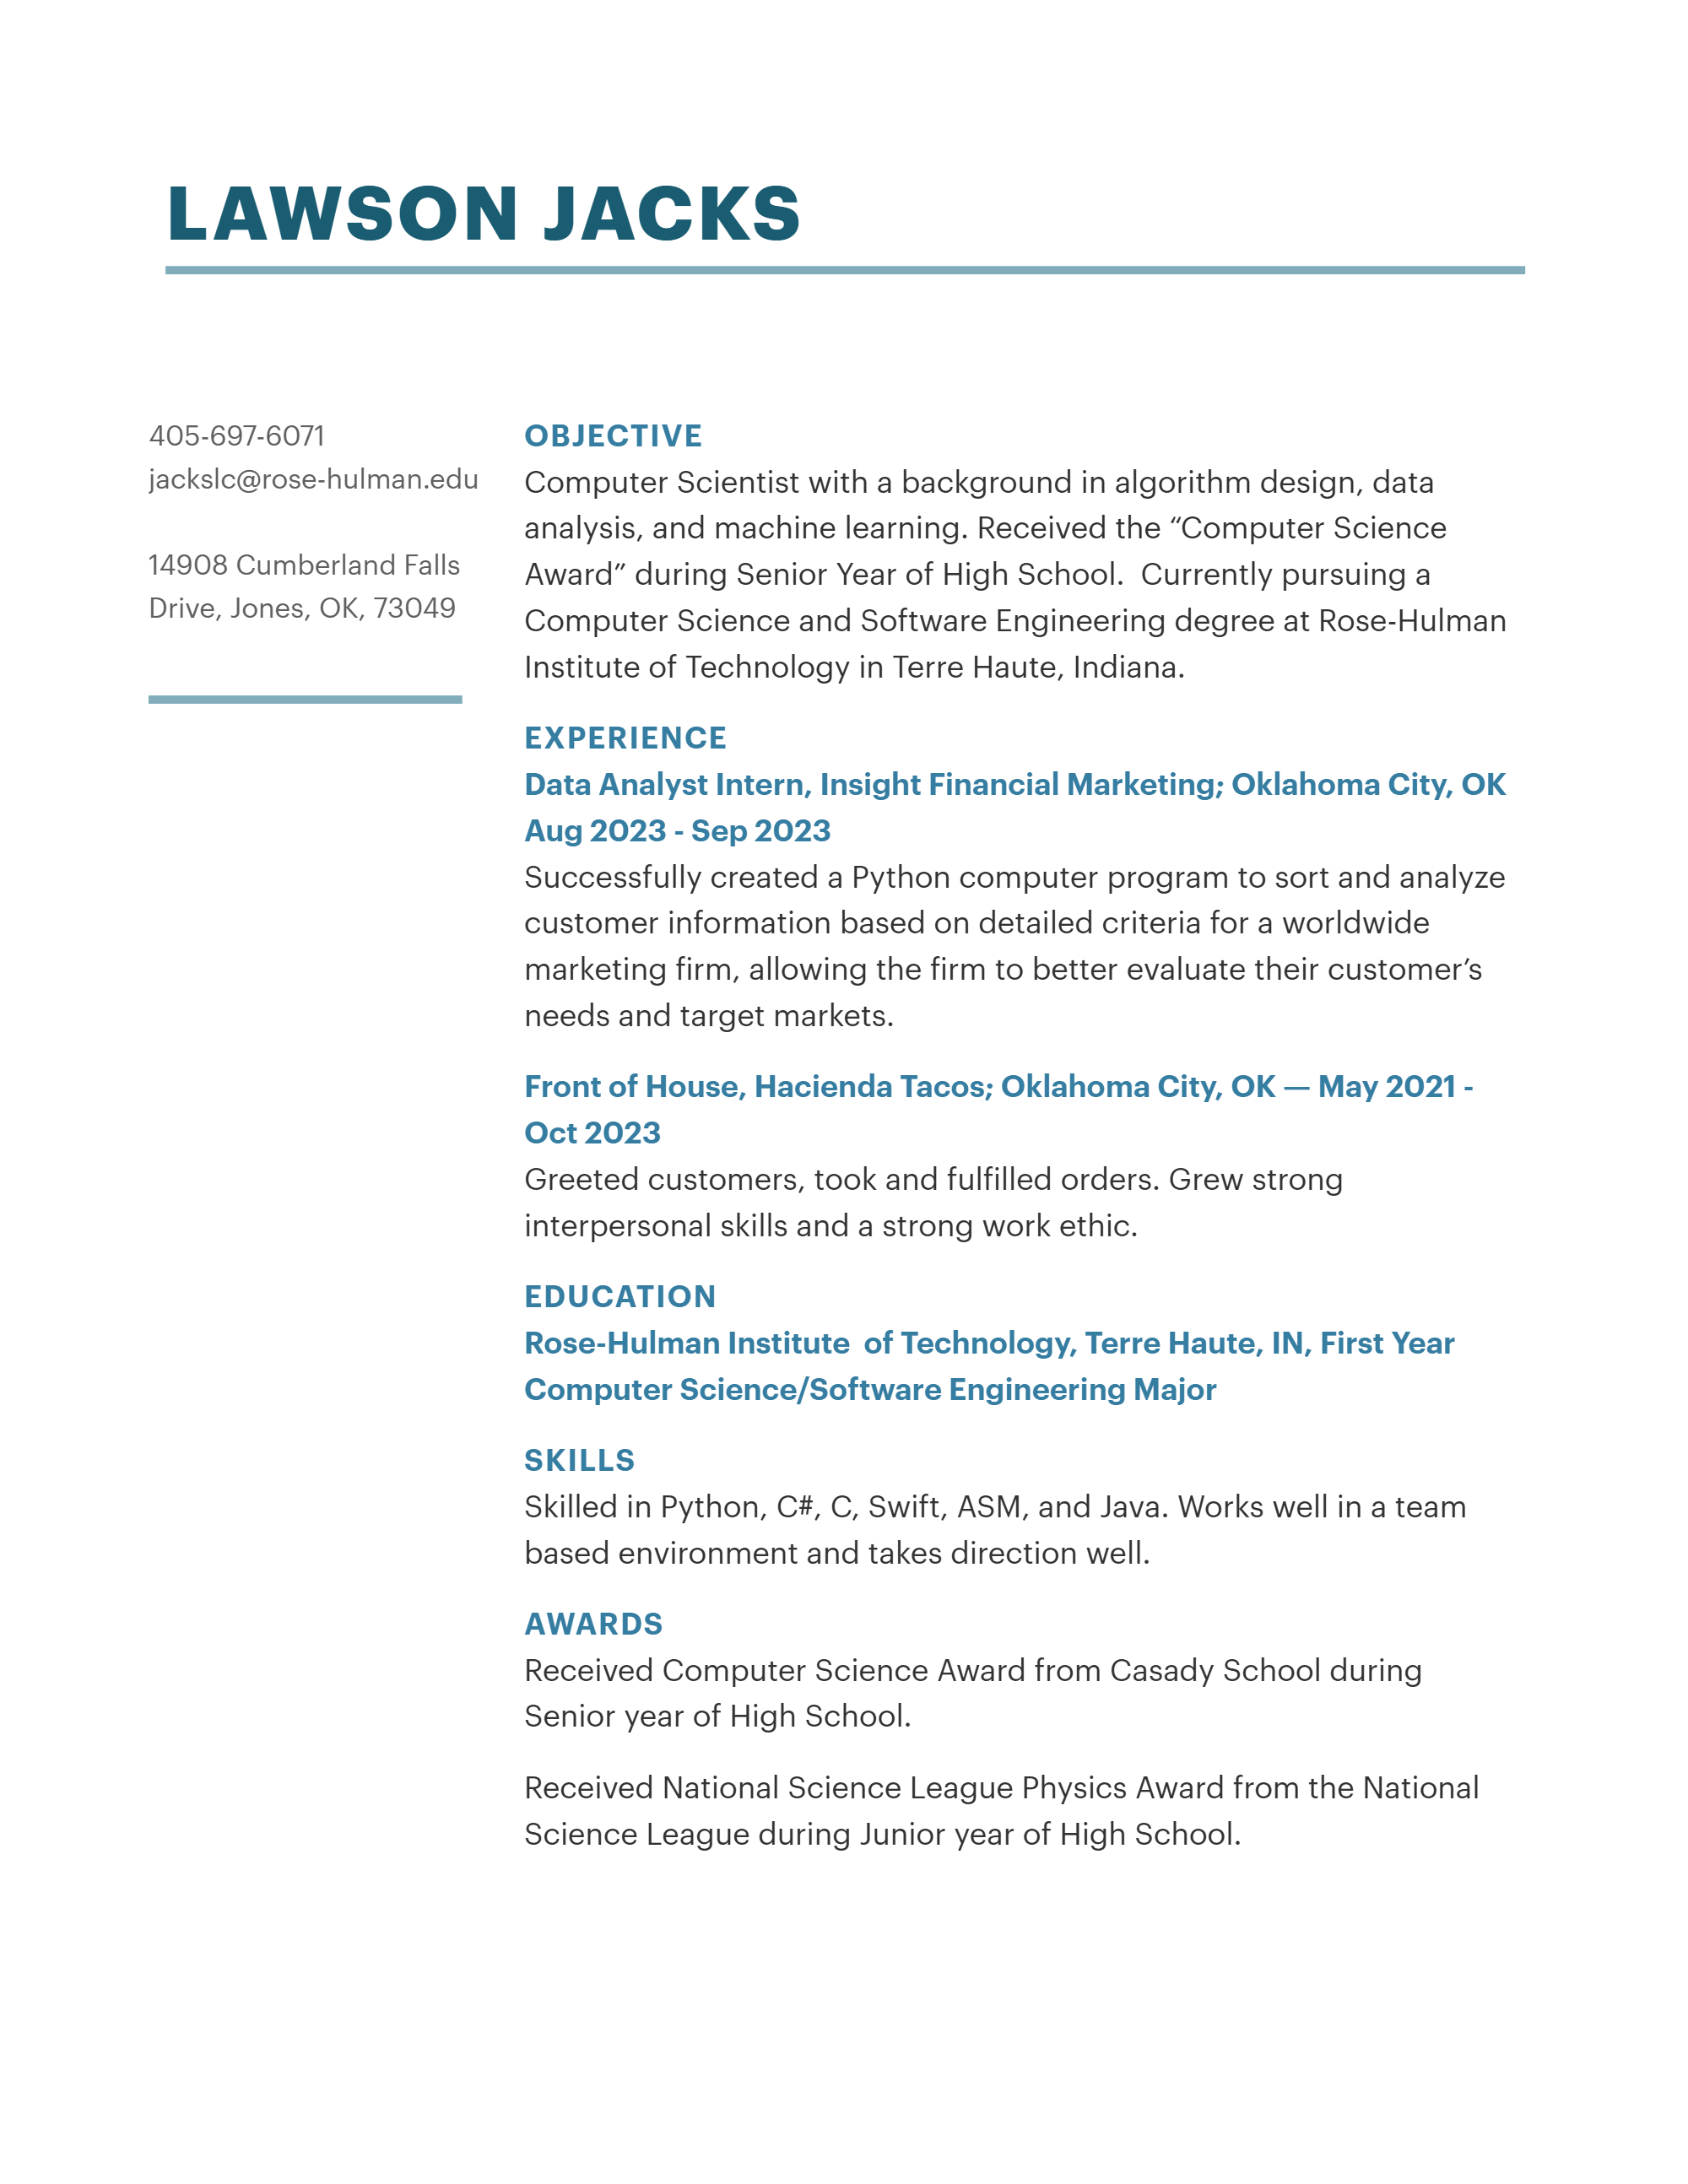 LAWSON JACKS
405-697-6071
jackslc@rose-hulman.edu
14908 Cumberland Falls
Drive, Jones, OK, 73049
OBJECTIVE
Computer Scientist with a background in algorithm design, data
analysis, and machine learning. Received the “Computer Science
Award” during Senior Year of High School.  Currently pursuing a
Computer Science and Software Engineering degree at Rose-Hulman
Institute of Technology in Terre Haute, Indiana.
EXPERIENCE
Data Analyst Intern, Insight Financial Marketing; Oklahoma City, OK
Aug 2023 - Sep 2023
Successfully created a Python computer program to sort and analyze
customer information based on detailed criteria for a worldwide
marketing firm, allowing the firm to better evaluate their customer’s
needs and target markets.
Front of House, Hacienda Tacos; Oklahoma City, OK — May 2021 -
Oct 2023
Greeted customers, took and fulfilled orders. Grew strong
interpersonal skills and a strong work ethic.
EDUCATION
Rose-Hulman Institute  of Technology, Terre Haute, IN, First Year
Computer Science/Software Engineering Major
SKILLS
Skilled in Python, C#, C, Swift, ASM, and Java. Works well in a team
based environment and takes direction well.
AWARDS
Received Computer Science Award from Casady School during
Senior year of High School.
Received National Science League Physics Award from the National
Science League during Junior year of High School.